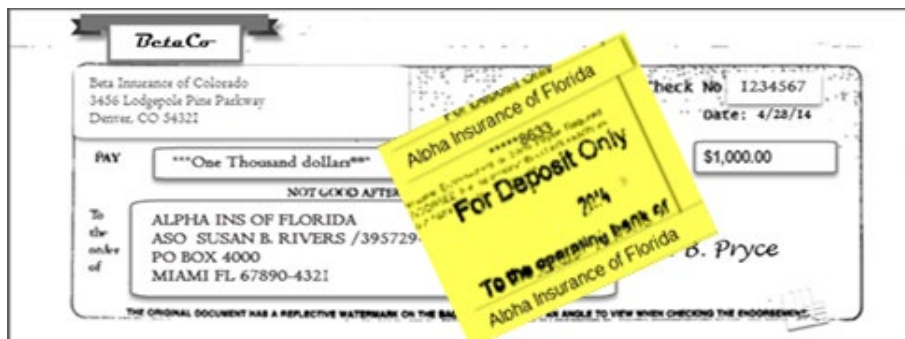 BetaCo
Beta Insurance of Colorado
3456 Lodgepole Pine Parkway
Denver, CO 54321
Check No 1234567
Date: 4/28/14
PAY
***One Thousand dollars***
$1,000.00
NOT GOOD AFTER
To
the
order
of
ALPHA INS OF FLORIDA
ASO SUSAN B. RIVERS /395729-
PO BOX 4000
MIAMI FL 67890-4321
B. Pryce
For Deposit Only
Alpha Insurance of Florida
*****8633
For Deposit Only
2014
To the operating bank of
Alpha Insurance of Florida
THE ORIGINAL DOCUMENT HAS A REFLECTIVE WATERMARK ON THE BAC AN ANGLE TO VIEW WHEN CHECKING THE ENDORSEMENT.